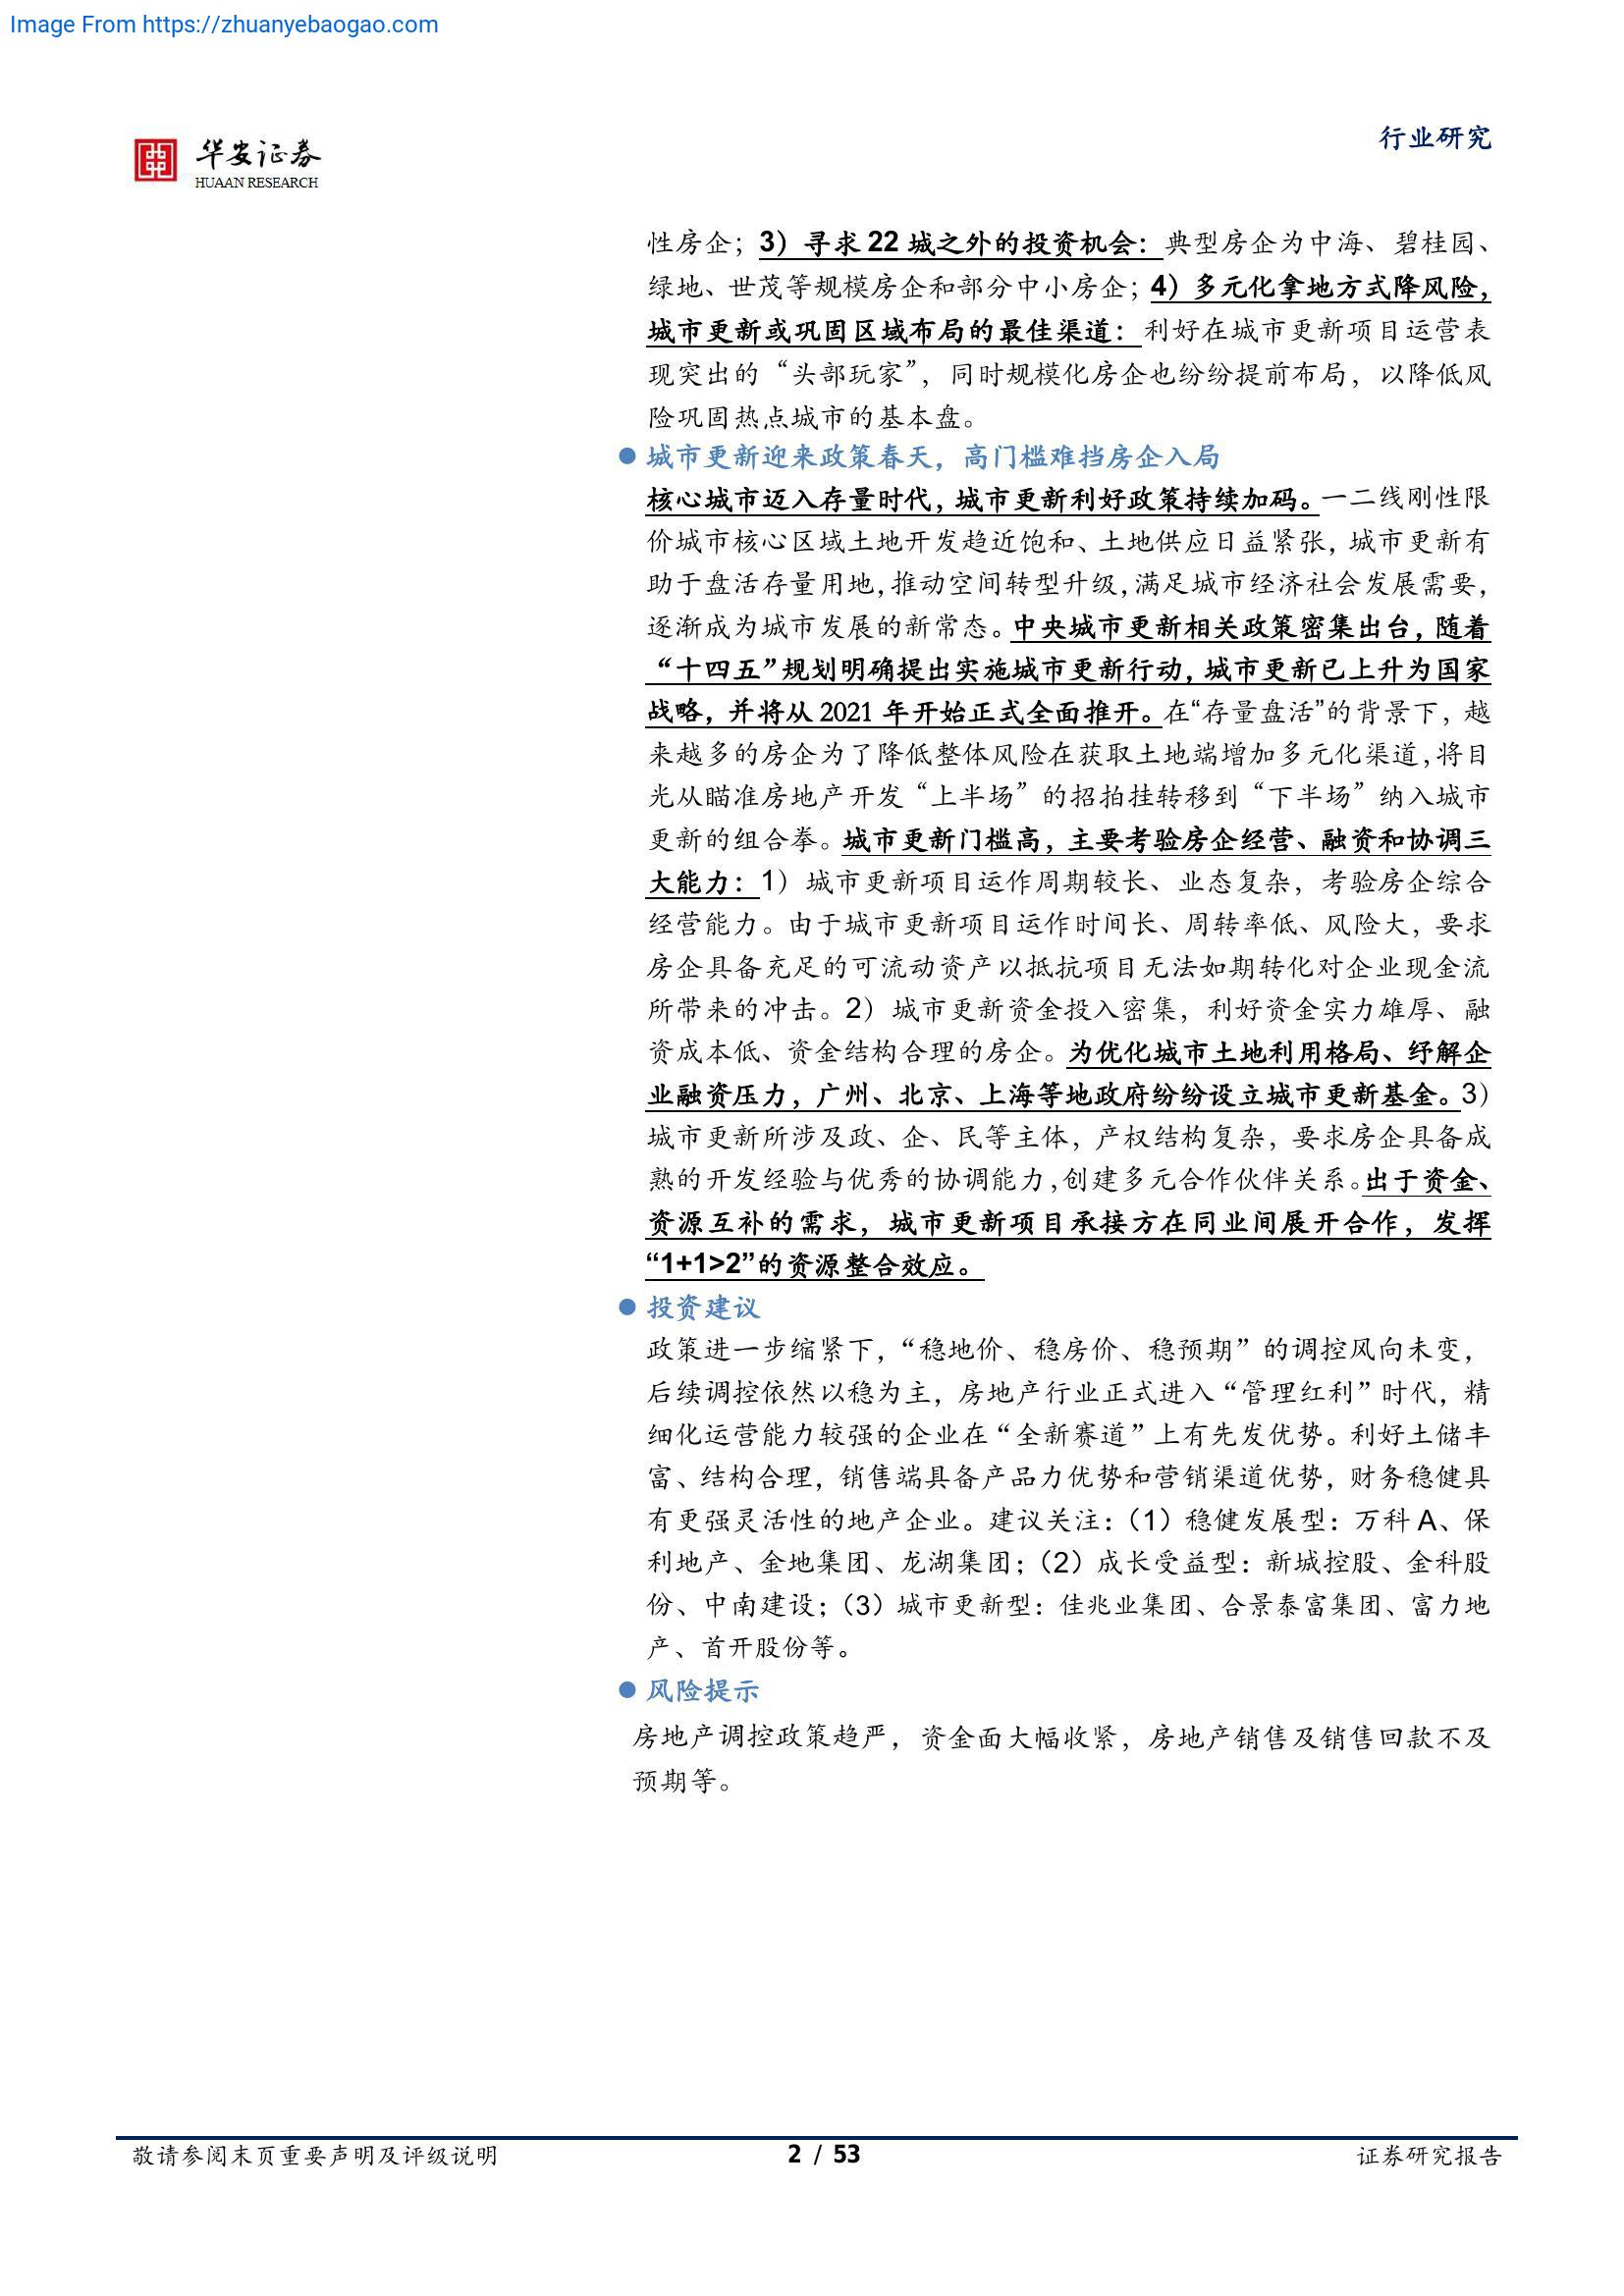 Image From https://zhuanyebaogao.com
华安证券
HUAAN RESEARCH
行业研究
性房企；3）寻求 22 城之外的投资机会：典型房企为中海、碧桂园、
绿地、世茂等规模房企和部分中小房企；4）多元化拿地方式降风险，
城市更新或巩固区域布局的最佳渠道：利好在城市更新项目运营表
现突出的“头部玩家”，同时规模化房企也纷纷提前布局，以降低风
险巩固热点城市的基本盘。
● 城市更新迎来政策春天，高门槛难挡房企入局
核心城市迈入存量时代，城市更新利好政策持续加码。一二线刚性限
价城市核心区域土地开发趋近饱和、土地供应日益紧张，城市更新有
助于盘活存量用地，推动空间转型升级，满足城市经济社会发展需要，
逐渐成为城市发展的新常态。中央城市更新相关政策密集出台，随着
“十四五”规划明确提出实施城市更新行动，城市更新已上升为国家
战略，并将从 2021 年开始正式全面推开。在“存量盘活”的背景下，越
来越多的房企为了降低整体风险在获取土地端增加多元化渠道，将目
光从瞄准房地产开发“上半场”的招拍挂转移到“下半场”纳入城市
更新的组合拳。城市更新门槛高，主要考验房企经营、融资和协调三
大能力：1）城市更新项目运作周期较长、业态复杂，考验房企综合
经营能力。由于城市更新项目运作时间长、周转率低、风险大，要求
房企具备充足的可流动资产以抵抗项目无法如期转化对企业现金流
所带来的冲击。2）城市更新资金投入密集，利好资金实力雄厚、融
资成本低、资金结构合理的房企。为优化城市土地利用格局、纾解企
业融资压力，广州、北京、上海等地政府纷纷设立城市更新基金。3）
城市更新所涉及政、企、民等主体，产权结构复杂，要求房企具备成
熟的开发经验与优秀的协调能力，创建多元合作伙伴关系。出于资金、
资源互补的需求，城市更新项目承接方在同业间展开合作，发挥
“1+1>2”的资源整合效应。
● 投资建议
政策进一步缩紧下，“稳地价、稳房价、稳预期”的调控风向未变，
后续调控依然以稳为主，房地产行业正式进入“管理红利”时代，精
细化运营能力较强的企业在“全新赛道”上有先发优势。利好土储丰
富、结构合理，销售端具备产品力优势和营销渠道优势，财务稳健具
有更强灵活性的地产企业。建议关注：（1）稳健发展型：万科 A、保
利地产、金地集团、龙湖集团；（2）成长受益型：新城控股、金科股
份、中南建设；（3）城市更新型：佳兆业集团、合景泰富集团、富力地
产、首开股份等。
● 风险提示
房地产调控政策趋严，资金面大幅收紧，房地产销售及销售回款不及
预期等。
敬请参阅末页重要声明及评级说明
2 / 53
证券研究报告